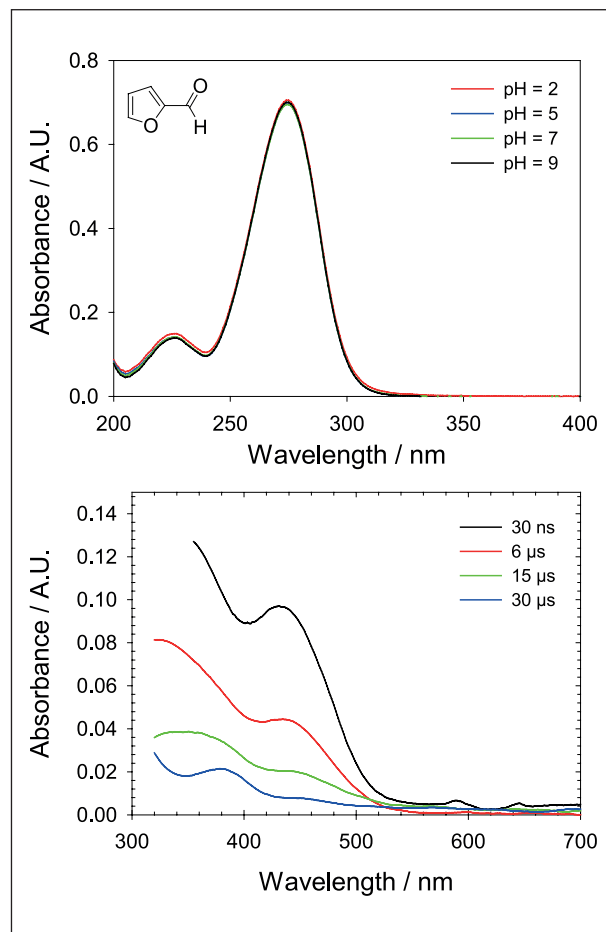 0.8
0.6
0.4
0.2
0.0
Absorbance / A.U.
O
O
H
pH = 2
pH = 5
pH = 7
pH = 9
200 250 300 350 400
Wavelength / nm
0.14
0.12
0.10
0.08
0.06
0.04
0.02
0.00
Absorbance / A.U.
30 ns
6 µs
15 µs
30 µs
300 400 500 600 700
Wavelength / nm